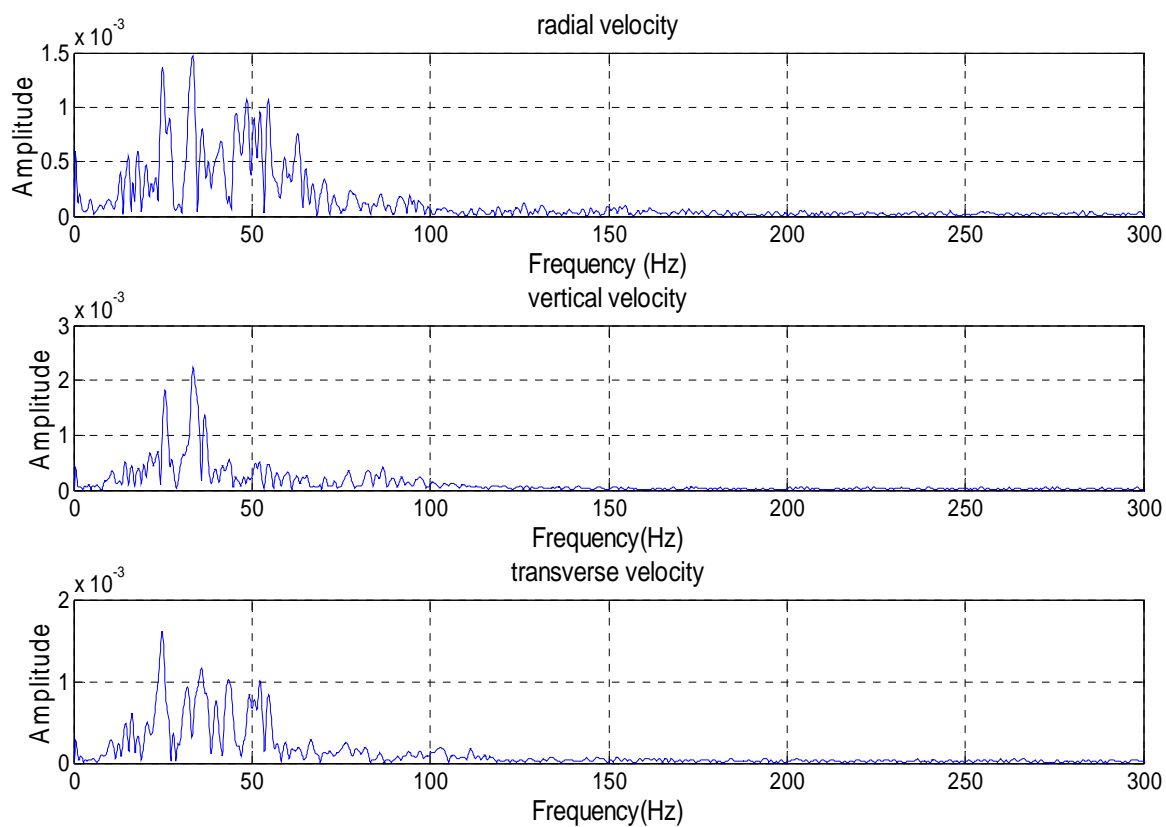 radial velocity
x 10^-3
1.5
1
0.5
0
Amplitude
0 50 100 150 200 250 300
Frequency (Hz)
vertical velocity
x 10^-3
3
2
1
0
Amplitude
0 50 100 150 200 250 300
Frequency(Hz)
transverse velocity
x 10^-3
2
1
0
Amplitude
0 50 100 150 200 250 300
Frequency(Hz)